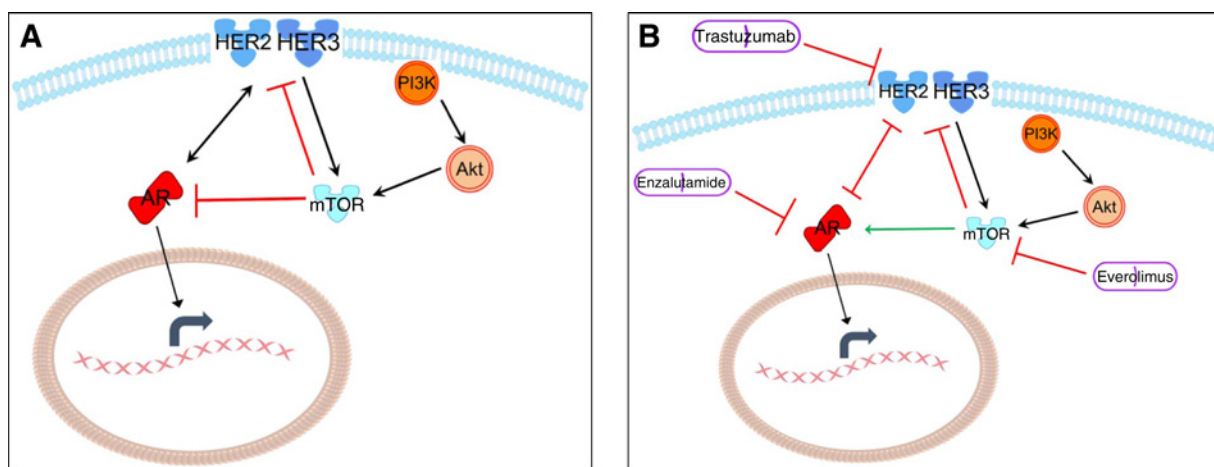 A
HER2 HER3
PI3K
Akt
AR
mTOR
B
Trastuzumab
HER2 HER3
PI3K
Enzalutamide
Akt
AR
mTOR
Everolimus